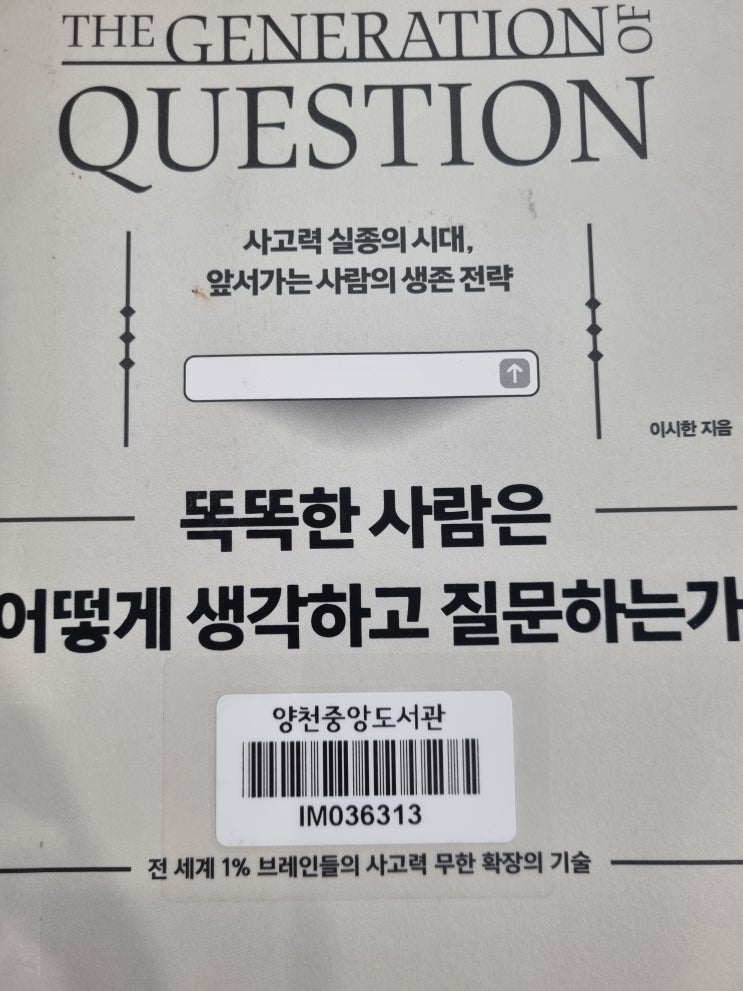 THE GENERATION OF
QUESTION
사고력 실종의 시대,
앞서가는 사람의 생존 전략
이시한 지음
똑똑한 사람은
어떻게 생각하고 질문하는가
양천중앙도서관
IM036313
전 세계 1% 브레인들의 사고력 무한 확장의 기술